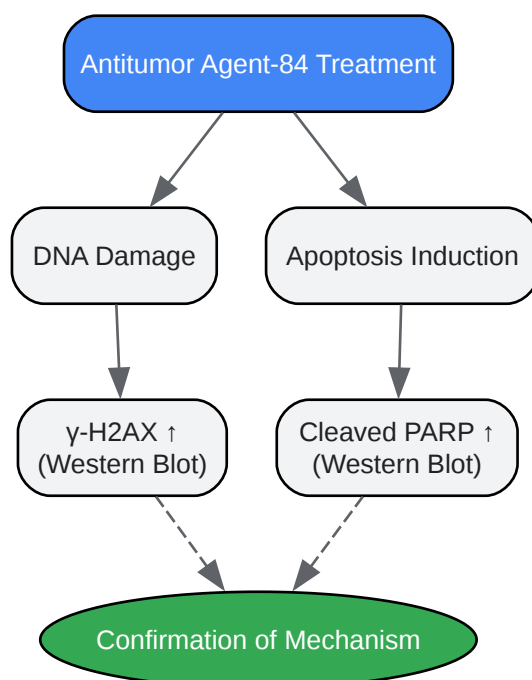 Antitumor Agent-84 Treatment
DNA Damage
Apoptosis Induction
γ-H2AX ↑
(Western Blot)
Cleaved PARP ↑
(Western Blot)
Confirmation of Mechanism